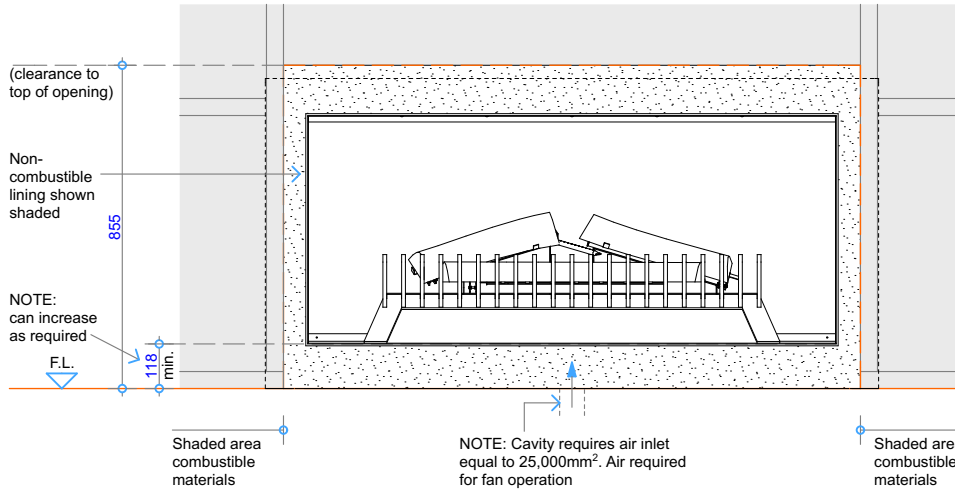 (clearance to
top of opening)
Non-
combustible
lining shown
shaded
855
NOTE:
can increase
as required
F.L.
118
min.
Shaded area
combustible
materials
NOTE: Cavity requires air inlet
equal to 25,000mm². Air required
for fan operation
Shaded are
combustible
materials